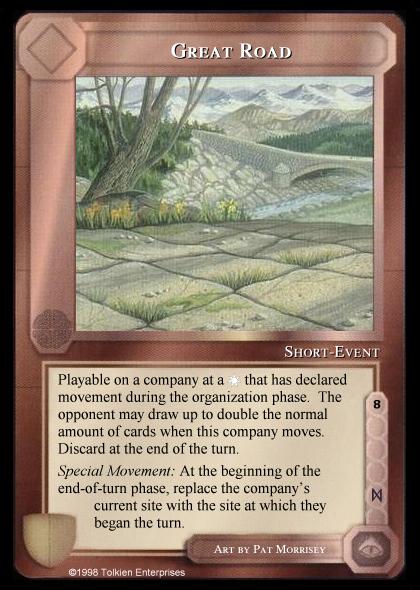 Great Road
Short-Event
Playable on a company at a that has declared
movement during the organization phase. The
opponent may draw up to double the normal
amount of cards when this company moves.
Discard at the end of the turn.
Special Movement: At the beginning of the
end-of-turn phase, replace the company's
current site with the site at which they
began the turn.
8
Art by Pat Morrisey
©1998 Tolkien Enterprises